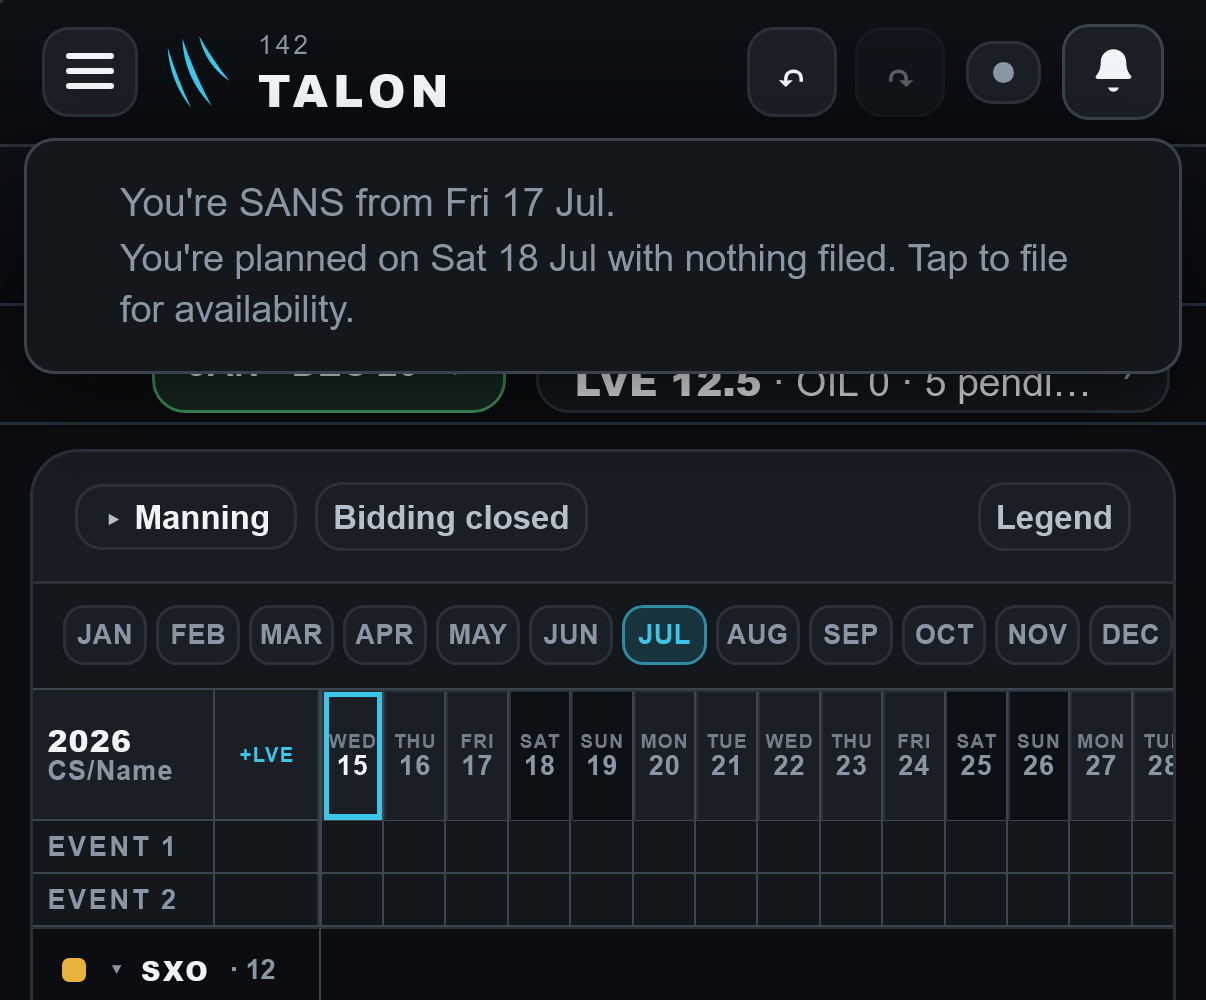 142
TALON
You're SANS from Fri 17 Jul.
You're planned on Sat 18 Jul with nothing filed. Tap to file
for availability.
LVE 12.5 · OIL 0 · 5 pendi…
▸ Manning
Bidding closed
Legend
JAN FEB MAR APR MAY JUN JUL AUG SEP OCT NOV DEC
2026
CS/Name
+LVE
WED THU FRI SAT SUN MON TUE WED THU FRI SAT SUN MON TUE
15 16 17 18 19 20 21 22 23 24 25 26 27 28
EVENT 1
EVENT 2
▾ SXO · 12